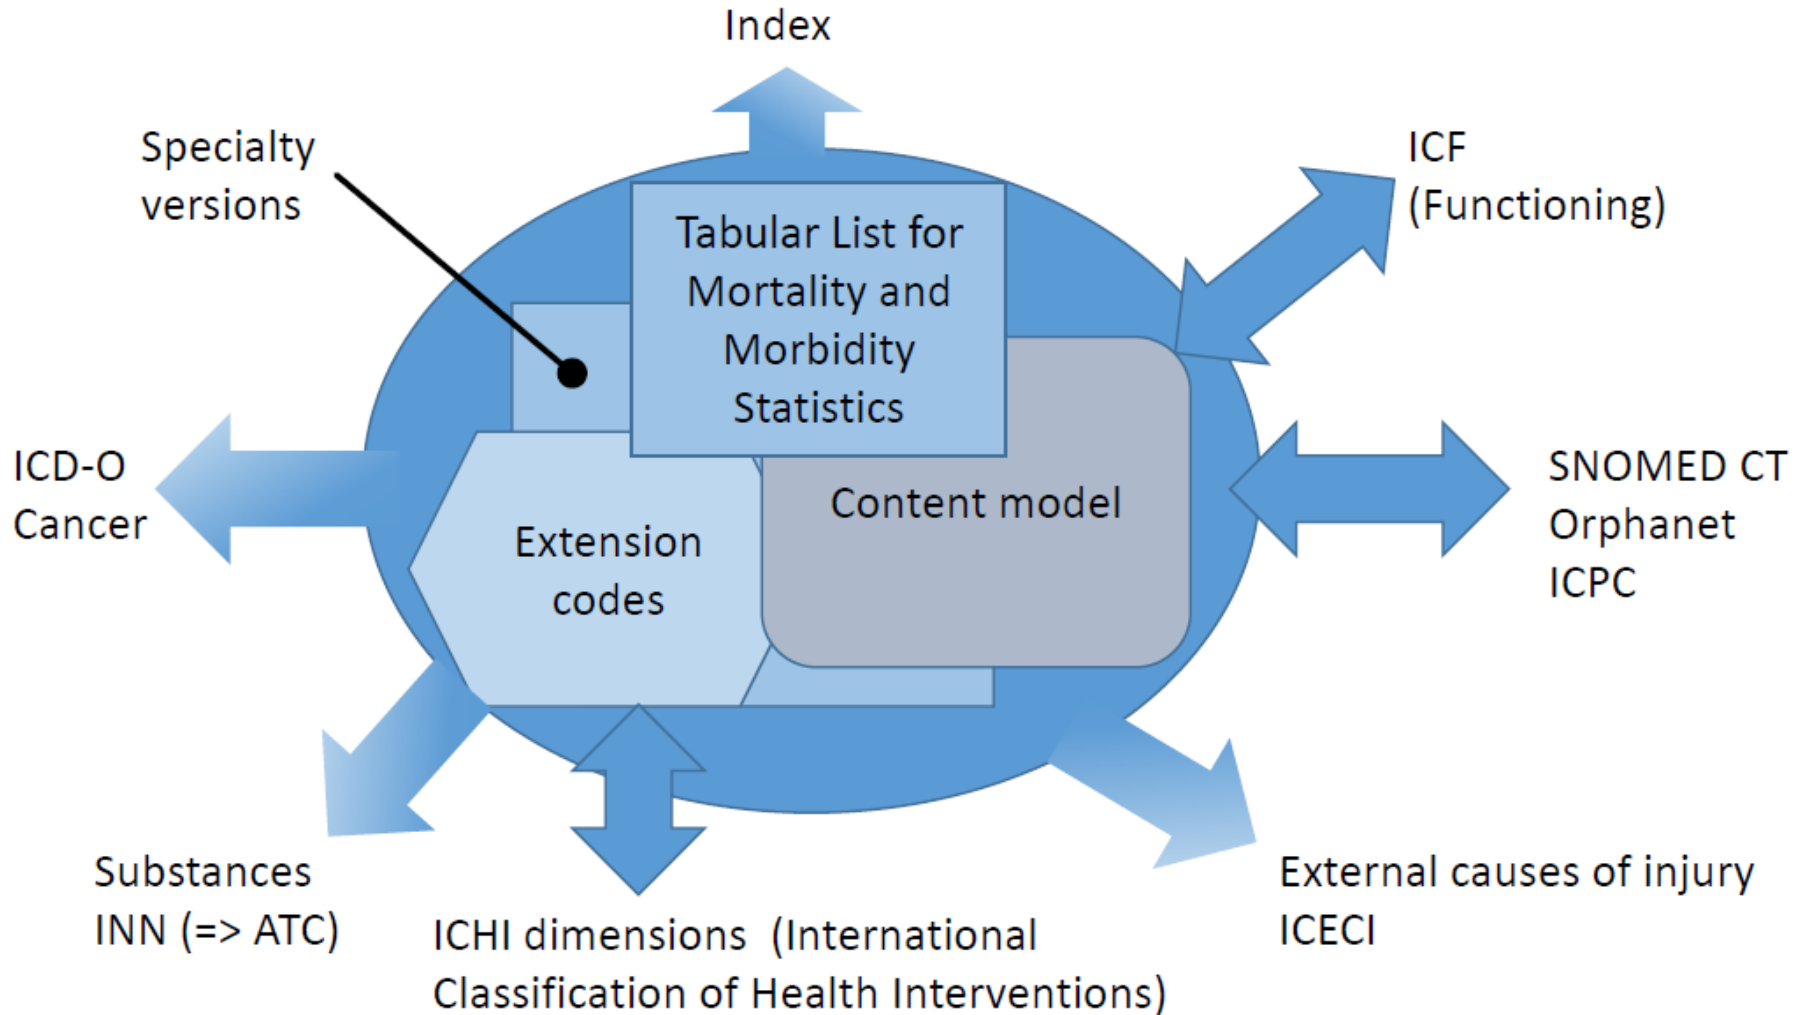 Index
Specialty
versions
ICF
(Functioning)
Tabular List for
Mortality and
Morbidity
Statistics
ICD-O
Cancer
Content model
Extension
codes
SNOMED CT
Orphanet
ICPC
Substances
INN (=> ATC)
ICHI dimensions  (International
Classification of Health Interventions)
External causes of injury
ICECI